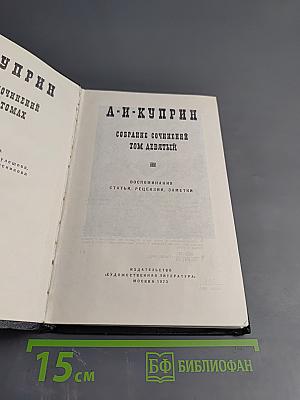 КУПРИН
СОЧИНЕНИЙ
ТОМАХ
А·И·КУПРИН
СОБРАНИЕ СОЧИНЕНИЙ
ТОМ ДЕВЯТЫЙ
ВОСПОМИНАНИЯ
СТАТЬИ, РЕЦЕНЗИИ, ЗАМЕТКИ
ИЗДАТЕЛЬСТВО
«ХУДОЖЕСТВЕННАЯ ЛИТЕРАТУРА»
МОСКВА 1973
15 см
БФ БИБЛИОФАН